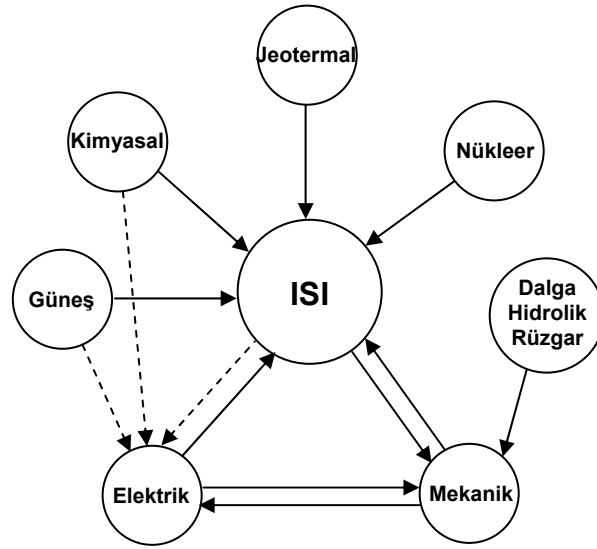 Jeotermal
Kimyasal
Nükleer
Güneş
ISI
Dalga
Hidrolik
Rüzgar
Elektrik
Mekanik